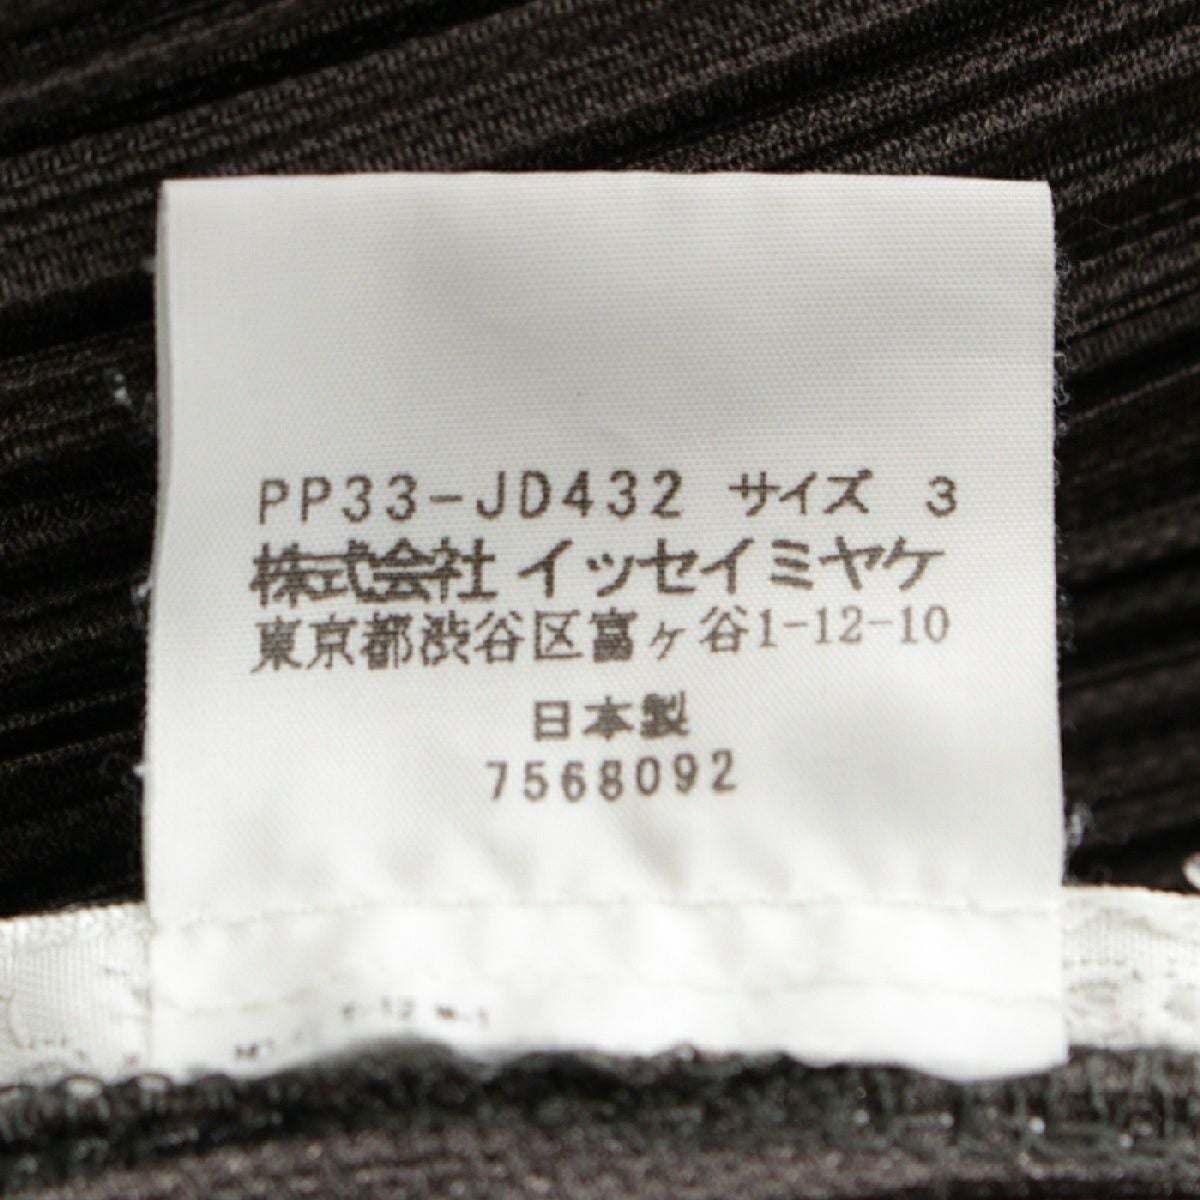 PP33-JD432 サイズ 3
株式会社 イッセイミヤケ
東京都渋谷区富ヶ谷1-12-10
日本製
7568092